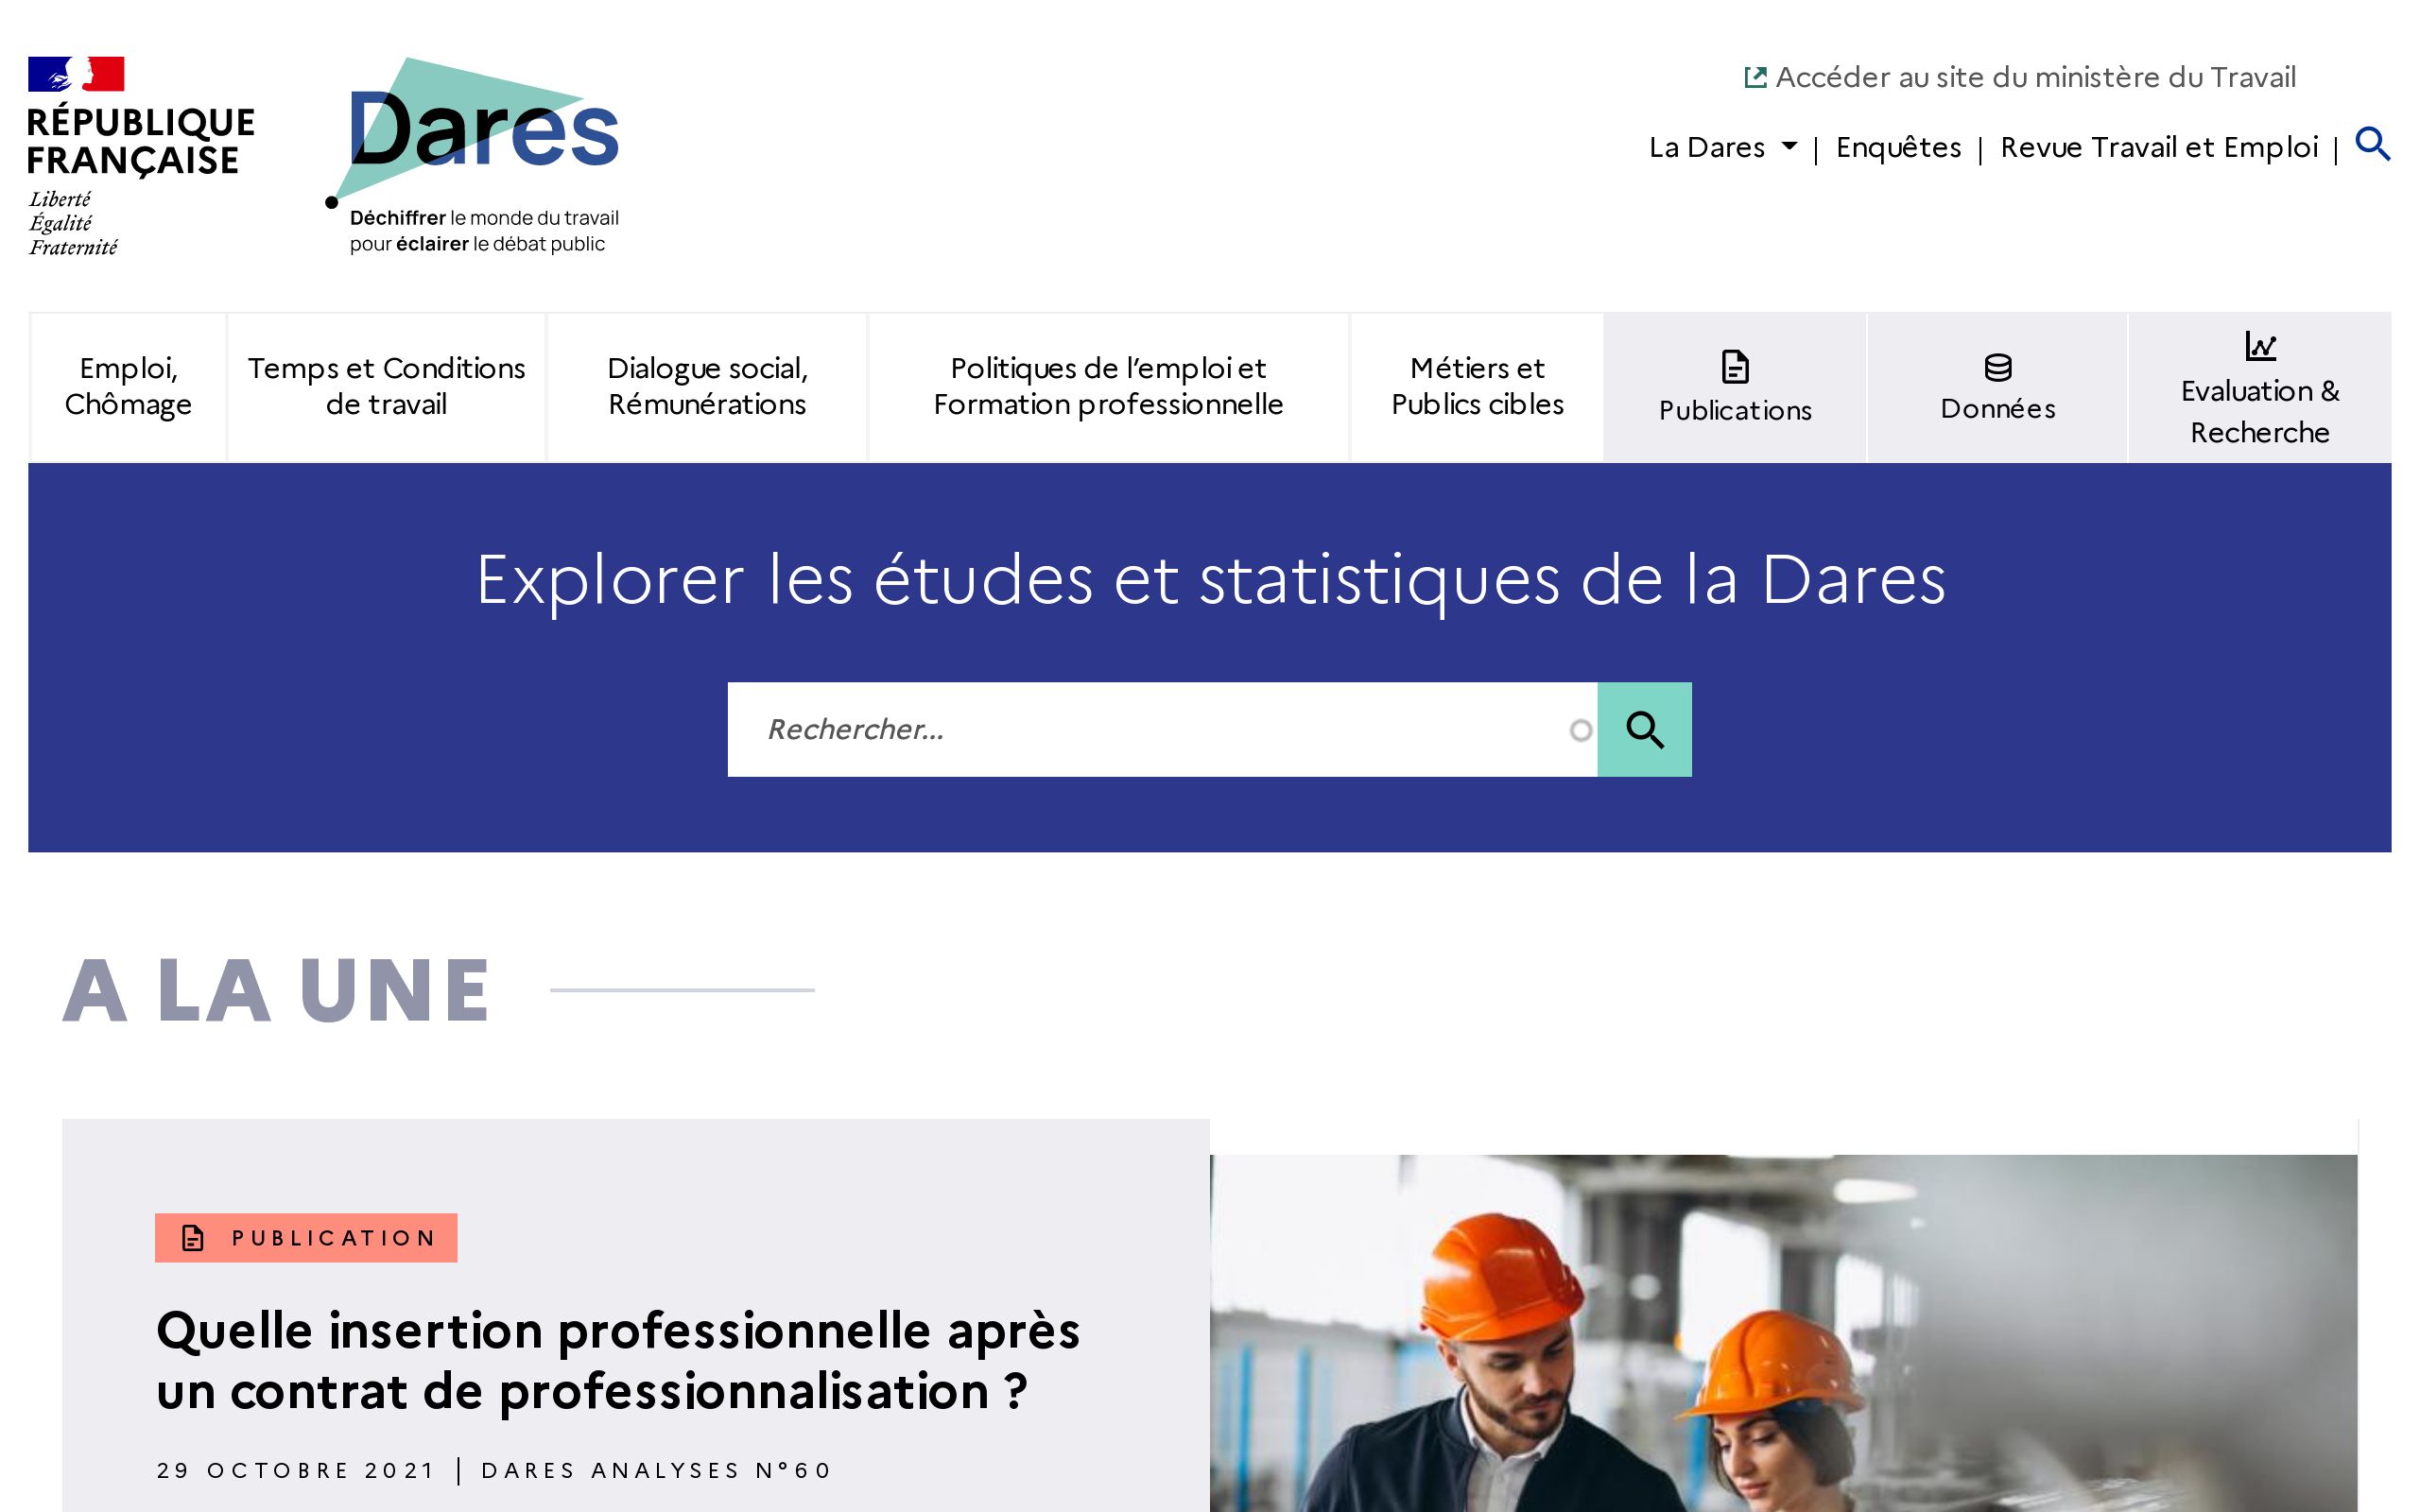 RÉPUBLIQUE
FRANÇAISE
Liberté
Égalité
Fraternité
Dares
Déchiffrer le monde du travail
pour éclairer le débat public
Accéder au site du ministère du Travail
La Dares | Enquêtes | Revue Travail et Emploi |
Emploi,
Chômage
Temps et Conditions
de travail
Dialogue social,
Rémunérations
Politiques de l’emploi et
Formation professionnelle
Métiers et
Publics cibles
Publications
Données
Evaluation &
Recherche
Explorer les études et statistiques de la Dares
Rechercher...
A LA UNE
PUBLICATION
Quelle insertion professionnelle après
un contrat de professionnalisation ?
29 OCTOBRE 2021 | DARES ANALYSES N°60